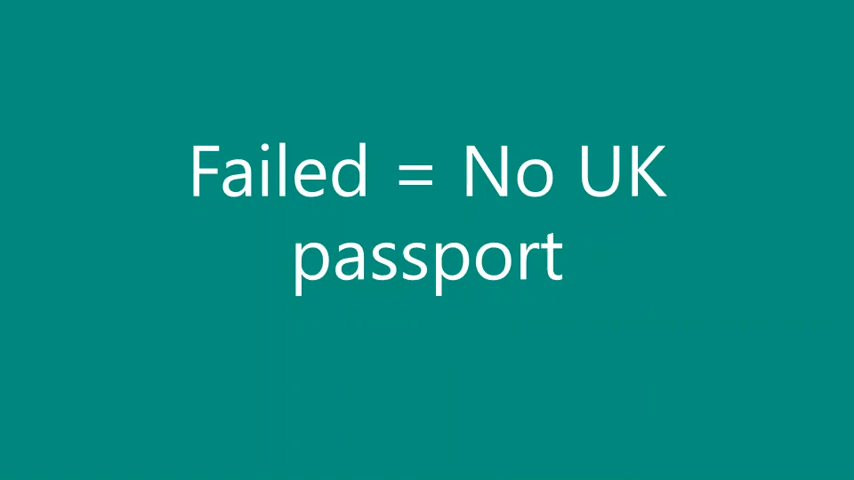 Failed = No UK
passport